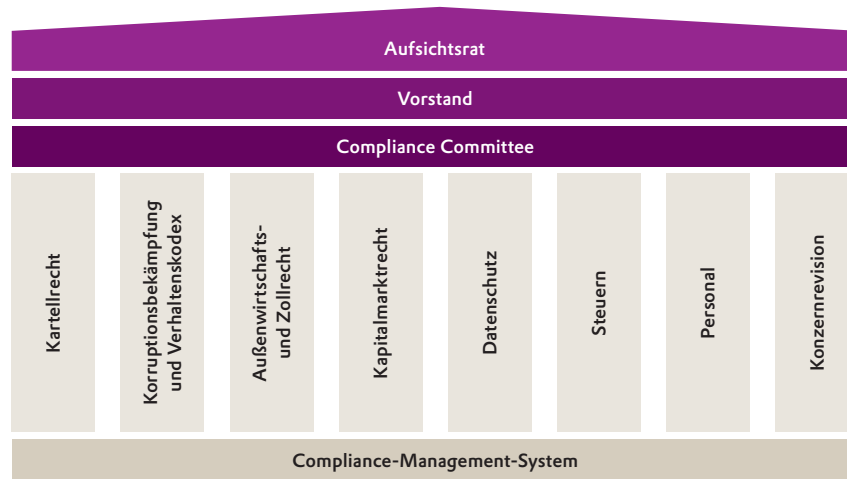 Aufsichtsrat
Vorstand
Compliance Committee
Kartellrecht
Korruptionsbekämpfung
und Verhaltenskodex
Außenwirtschafts-
und Zollrecht
Kapitalmarktrecht
Datenschutz
Steuern
Personal
Konzernrevision
Compliance-Management-System